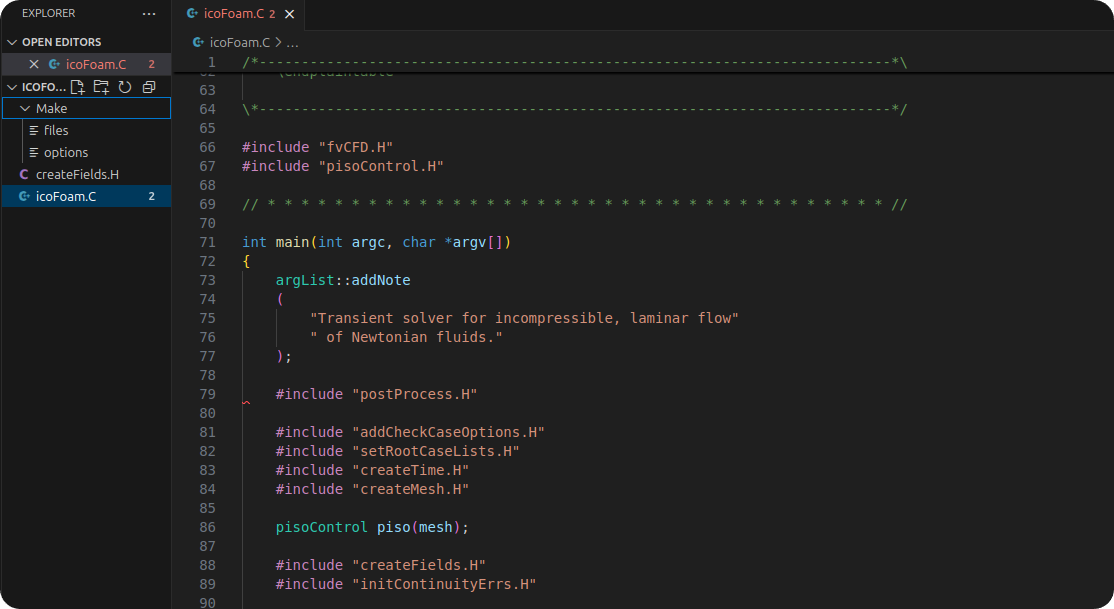 EXPLORER ...
OPEN EDITORS
icoFoam.C 2
ICOFO...
Make
files
options
C createFields.H
icoFoam.C 2
icoFoam.C 2
icoFoam.C > ...
1 /*---------------------------------------------------------------------------*\
62
63
64 \*---------------------------------------------------------------------------*/
65
66 #include "fvCFD.H"
67 #include "pisoControl.H"
68
69 // * * * * * * * * * * * * * * * * * * * * * * * * * * * * * * * * * * * * * //
70
71 int main(int argc, char *argv[])
72 {
73 argList::addNote
74 (
75 "Transient solver for incompressible, laminar flow"
76 " of Newtonian fluids."
77 );
78
79 #include "postProcess.H"
80
81 #include "addCheckCaseOptions.H"
82 #include "setRootCaseLists.H"
83 #include "createTime.H"
84 #include "createMesh.H"
85
86 pisoControl piso(mesh);
87
88 #include "createFields.H"
89 #include "initContinuityErrs.H"
90